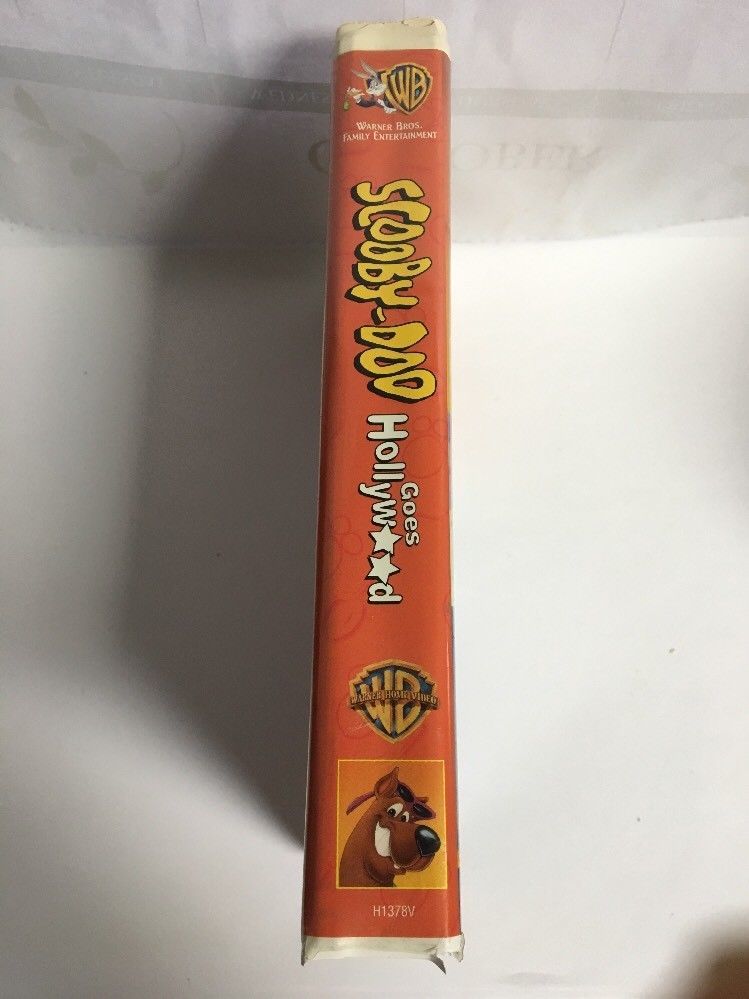 WB
WARNER BROS.
FAMILY ENTERTAINMENT
SCOOBY-DOO
Goes
Hollyw★★d
WB
WARNER HOME VIDEO
H1378V